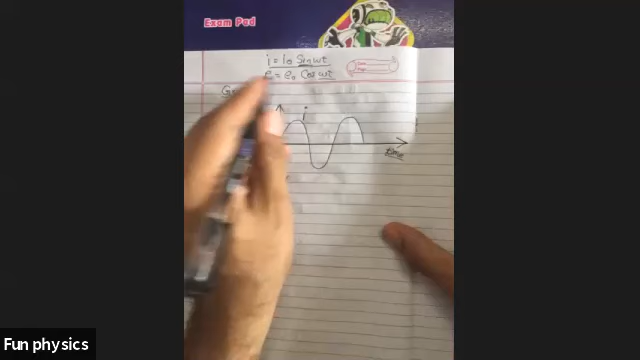 Exam Pad
i = i₀ Sinωt
e = e₀ Cosωt
i
time
Fun physics